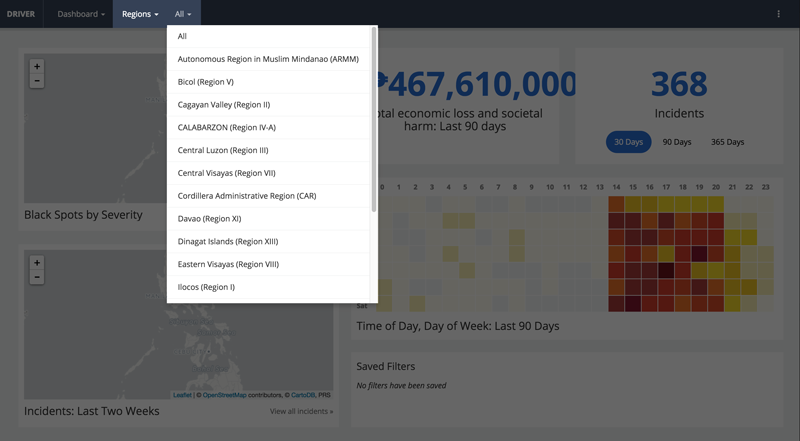 DRIVER
Dashboard
Regions
All
All
Autonomous Region in Muslim Mindanao (ARMM)
Bicol (Region V)
Cagayan Valley (Region II)
CALABARZON (Region IV-A)
Central Luzon (Region III)
Central Visayas (Region VII)
Cordillera Administrative Region (CAR)
Davao (Region XI)
Dinagat Islands (Region XIII)
Eastern Visayas (Region VIII)
Ilocos (Region I)
+
−
Black Spots by Severity
+
−
Leaflet | © OpenStreetMap contributors, © CartoDB, PRS
Incidents: Last Two Weeks
View all incidents »
₱467,610,000
otal economic loss and societal
harm: Last 90 days
368
Incidents
30 Days 90 Days 365 Days
0 1 2 3 4 5 6 7 8 9 10 11 12 13 14 15 16 17 18 19 20 21 22 23
Sat
Time of Day, Day of Week: Last 90 Days
Saved Filters
No filters have been saved